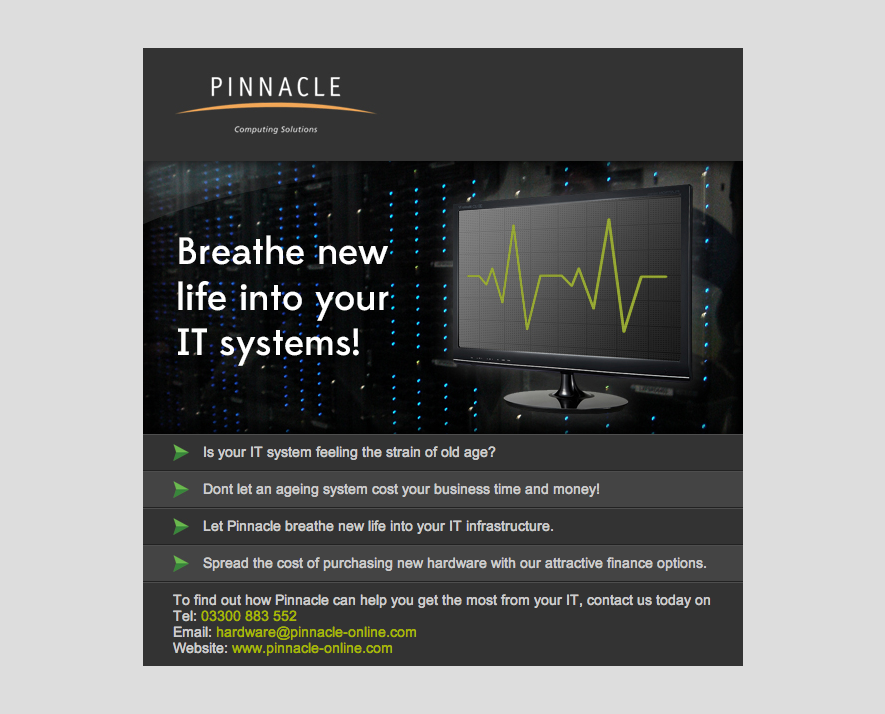 PINNACLE
Computing Solutions
Breathe new
life into your
IT systems!
Is your IT system feeling the strain of old age?
Dont let an ageing system cost your business time and money!
Let Pinnacle breathe new life into your IT infrastructure.
Spread the cost of purchasing new hardware with our attractive finance options.
To find out how Pinnacle can help you get the most from your IT, contact us today on
Tel: 03300 883 552
Email: hardware@pinnacle-online.com
Website: www.pinnacle-online.com